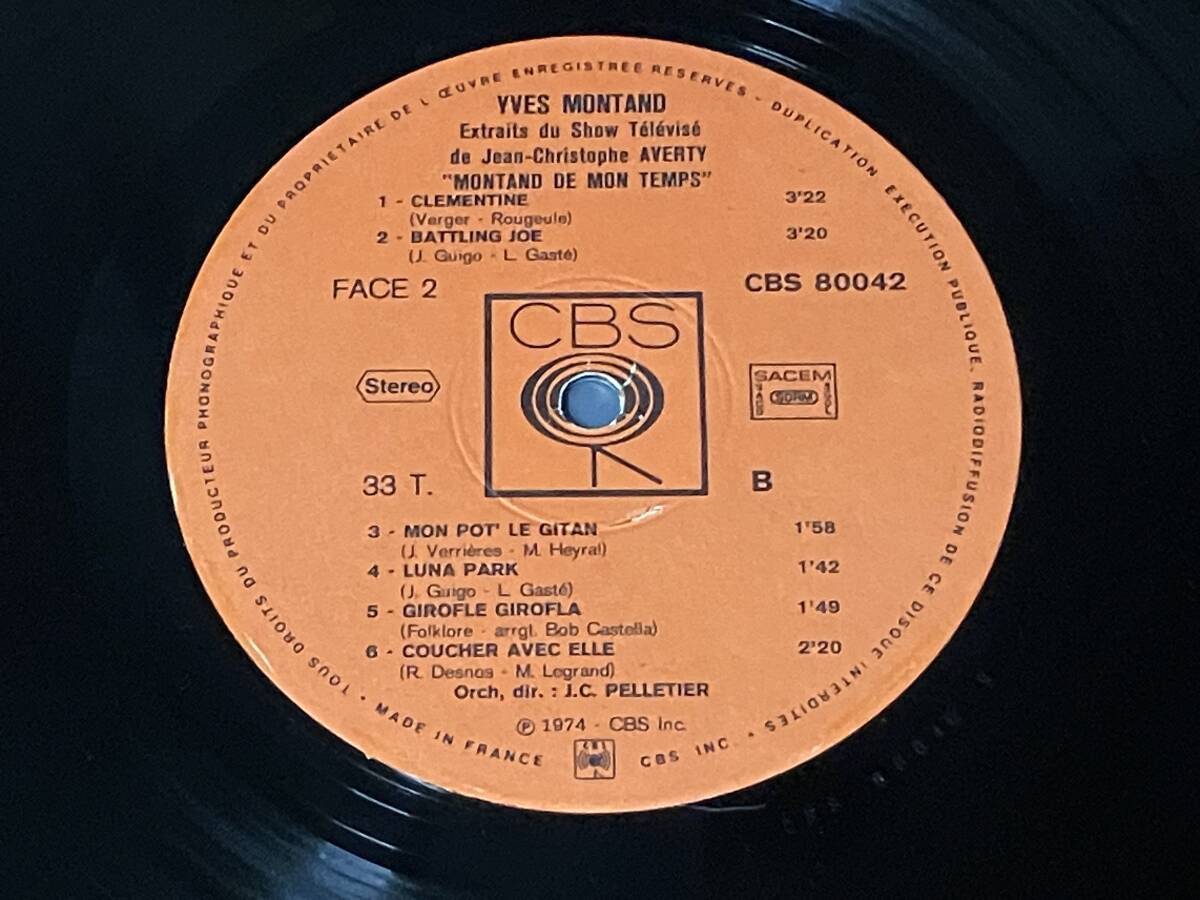 TOUS DROITS DU PRODUCTEUR PHONOGRAPHIQUE ET DU PROPRIETAIRE DE L'ŒUVRE ENREGISTREE RESERVES - DUPLICATION EXECUTION PUBLIQUE, RADIODIFFUSION DE CE DISQUE INTERDITES
YVES MONTAND
Extraits du Show Télévisé
de Jean-Christophe AVERTY
"MONTAND DE MON TEMPS"
1 - CLEMENTINE 3'22
(Verger - Rougeule)
2 - BATTLING JOE 3'20
(J. Guigo - L. Gasté)
FACE 2
CBS 80042
CBS
Stereo
SACEM
SDRM
33 T.
B
3 - MON POT' LE GITAN 1'58
(J. Verrières - M. Heyral)
4 - LUNA PARK 1'42
(J. Guigo - L. Gasté)
5 - GIROFLE GIROFLA 1'49
(Folklore - arrgt. Bob Castella)
6 - COUCHER AVEC ELLE 2'20
(R. Desnos - M. Legrand)
Orch, dir. : J.C. PELLETIER
℗ 1974 - CBS Inc.
• MADE IN FRANCE
CBS
CBS INC. •